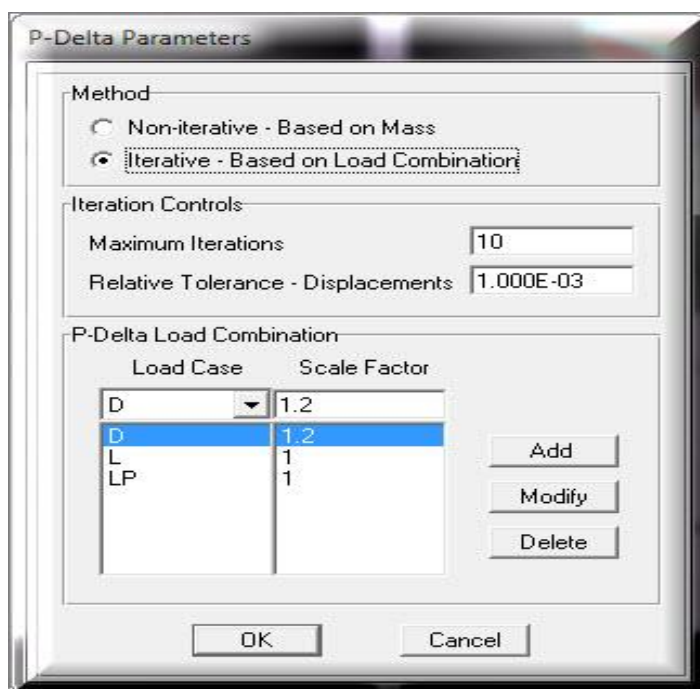 P-Delta Parameters
Method
Non-iterative - Based on Mass
Iterative - Based on Load Combination
Iteration Controls
Maximum Iterations 10
Relative Tolerance - Displacements 1.000E-03
P-Delta Load Combination
Load Case Scale Factor
D 1.2
D 1.2
L 1
LP 1
Add
Modify
Delete
OK Cancel